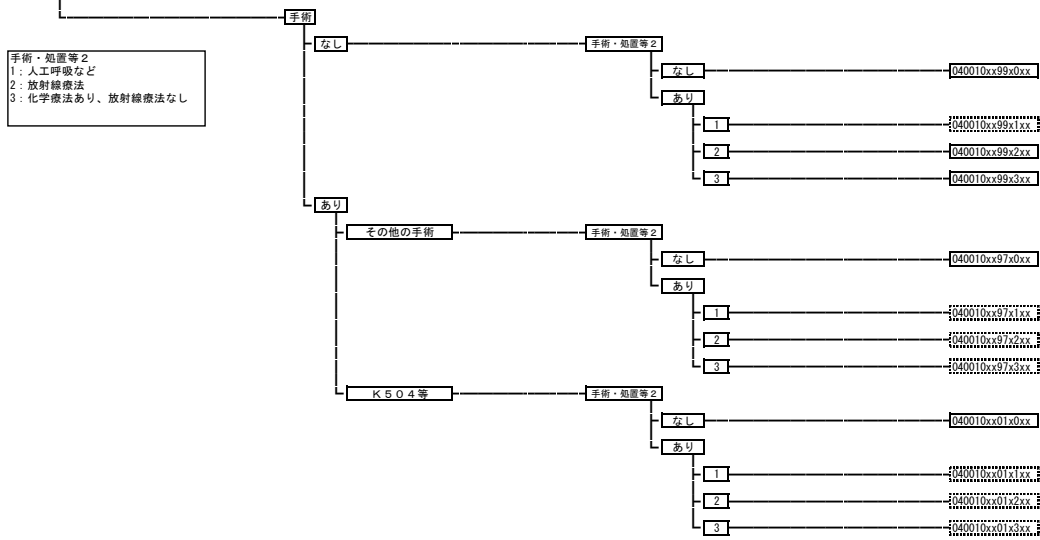 手術
手術・処置等２
1：人工呼吸など
2：放射線療法
3：化学療法あり、放射線療法なし
なし
手術・処置等２
なし
040010xx99x0xx
あり
1
040010xx99x1xx
2
040010xx99x2xx
3
040010xx99x3xx
あり
その他の手術
手術・処置等２
なし
040010xx97x0xx
あり
1
040010xx97x1xx
2
040010xx97x2xx
3
040010xx97x3xx
Ｋ５０４等
手術・処置等２
なし
040010xx01x0xx
あり
1
040010xx01x1xx
2
040010xx01x2xx
3
040010xx01x3xx